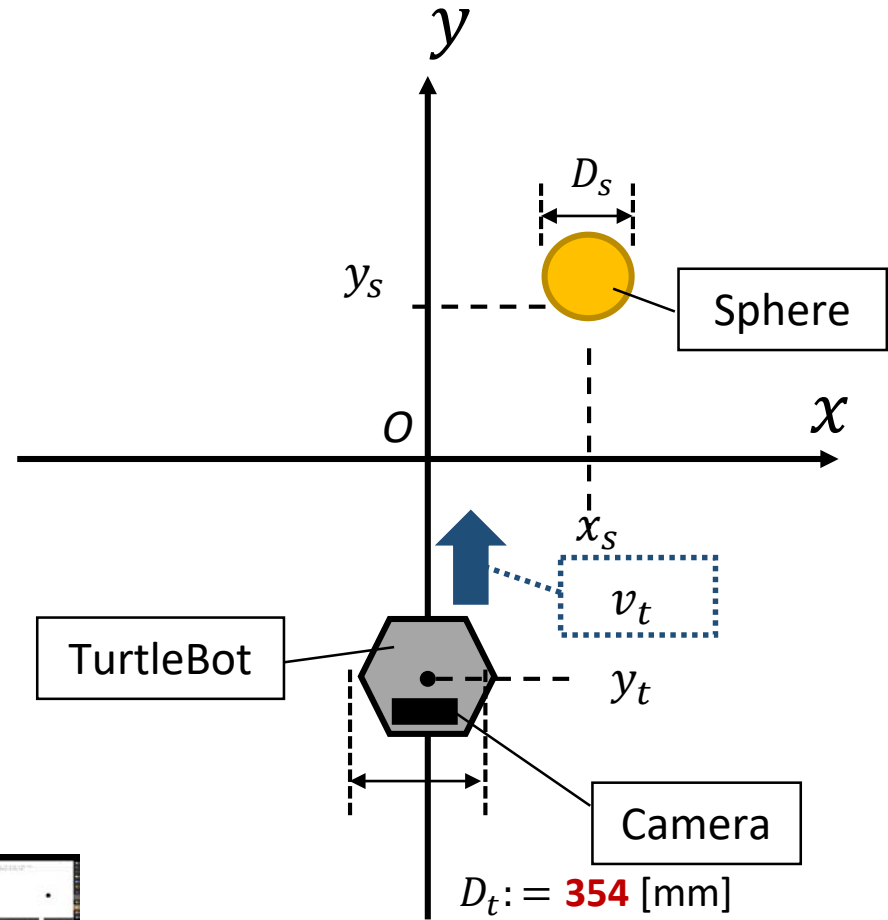 y
D_s
y_s
Sphere
x
O
x_s
v_t
TurtleBot
y_t
Camera
D_t: = 354 [mm]